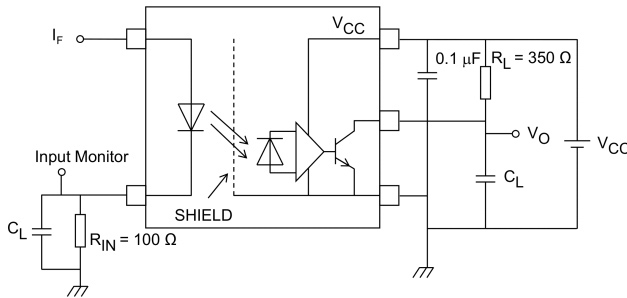 V_CC
I_F
0.1 μF
R_L = 350 Ω
V_O
V_CC
Input Monitor
C_L
SHIELD
C_L
R_IN = 100 Ω